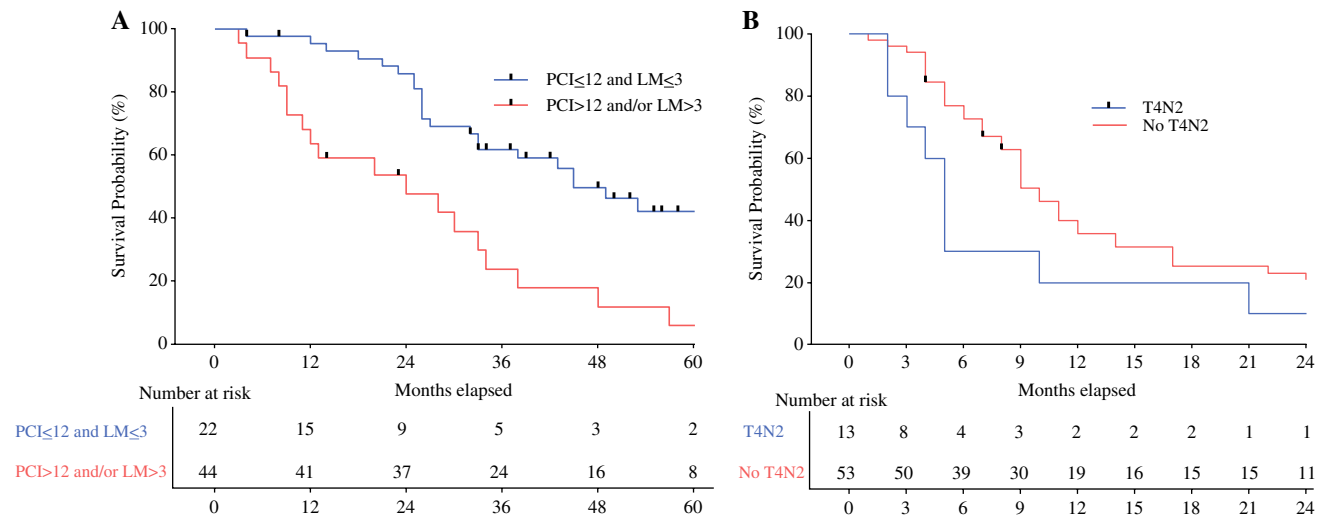 A
100
80
60
40
20
0
Survival Probability (%)
PCI≤12 and LM≤3
PCI>12 and/or LM>3
0 12 24 36 48 60
Months elapsed
Number at risk
PCI≤12 and LM≤3 22 15 9 5 3 2
PCI>12 and/or LM>3 44 41 37 24 16 8
0 12 24 36 48 60
B
100
80
60
40
20
0
Survival Probability (%)
T4N2
No T4N2
0 3 6 9 12 15 18 21 24
Months elapsed
Number at risk
T4N2 13 8 4 3 2 2 2 1 1
No T4N2 53 50 39 30 19 16 15 15 11
0 3 6 9 12 15 18 21 24